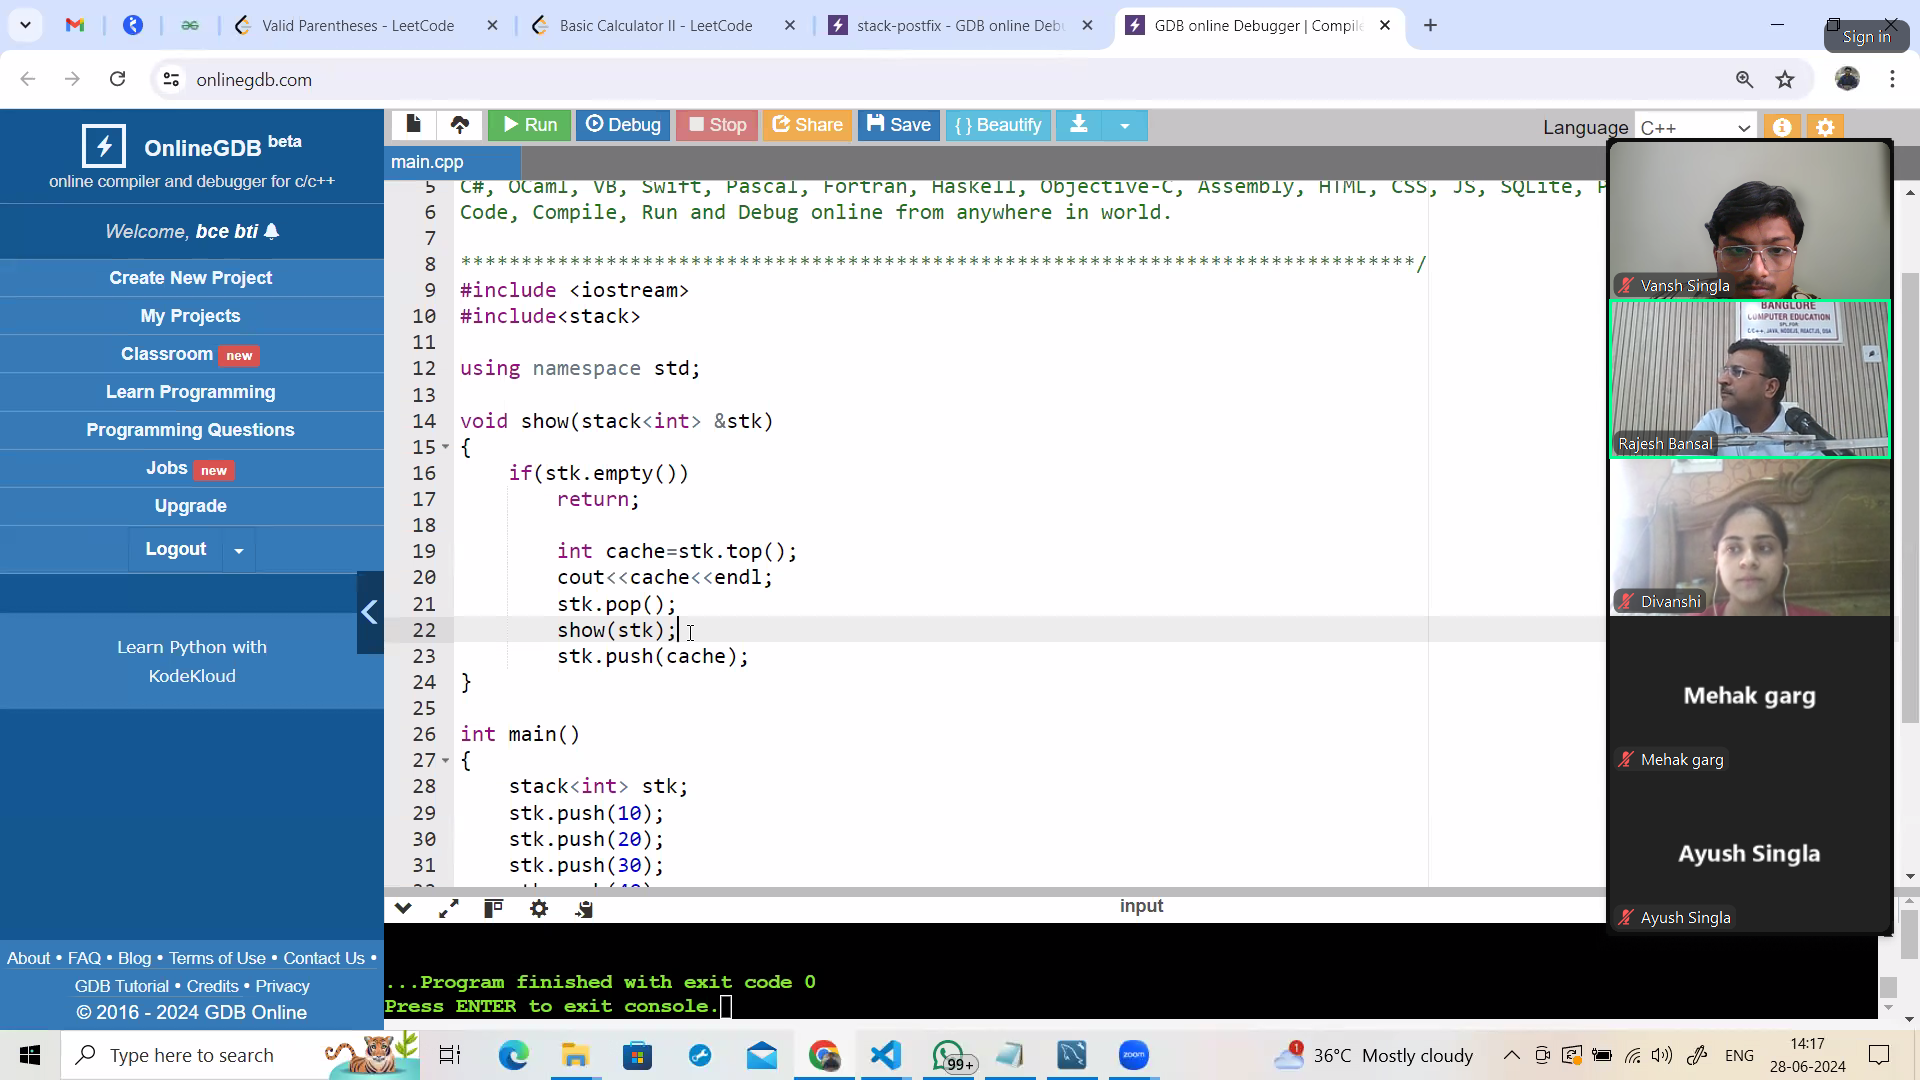 Valid Parentheses - LeetCode
Basic Calculator II - LeetCode
stack-postfix - GDB online Debu
GDB online Debugger | Compile
Sign in
onlinegdb.com
OnlineGDB beta
online compiler and debugger for c/c++
Welcome, bce bti
Create New Project
My Projects
Classroom new
Learn Programming
Programming Questions
Jobs new
Upgrade
Logout
Learn Python with
KodeKloud
About • FAQ • Blog • Terms of Use • Contact Us •
GDB Tutorial • Credits • Privacy
© 2016 - 2024 GDB Online
Run
Debug
Stop
Share
Save
{ } Beautify
Language C++
main.cpp
5 C#, OCaml, VB, Swift, Pascal, Fortran, Haskell, Objective-C, Assembly, HTML, CSS, JS, SQLite, P
6 Code, Compile, Run and Debug online from anywhere in world.
7
8 *******************************************************************************/
9 #include <iostream>
10 #include<stack>
11
12 using namespace std;
13
14 void show(stack<int> &stk)
15 {
16 if(stk.empty())
17 return;
18
19 int cache=stk.top();
20 cout<<cache<<endl;
21 stk.pop();
22 show(stk);
23 stk.push(cache);
24 }
25
26 int main()
27 {
28 stack<int> stk;
29 stk.push(10);
30 stk.push(20);
31 stk.push(30);
input
...Program finished with exit code 0
Press ENTER to exit console.
Vansh Singla
BANGLORE
COMPUTER EDUCATION
C/C++, JAVA, NODEJS, REACTJS, DSA
Rajesh Bansal
Divanshi
Mehak garg
Mehak garg
Ayush Singla
Ayush Singla
Type here to search
99+
zoom
1
36°C Mostly cloudy
ENG
14:17
28-06-2024